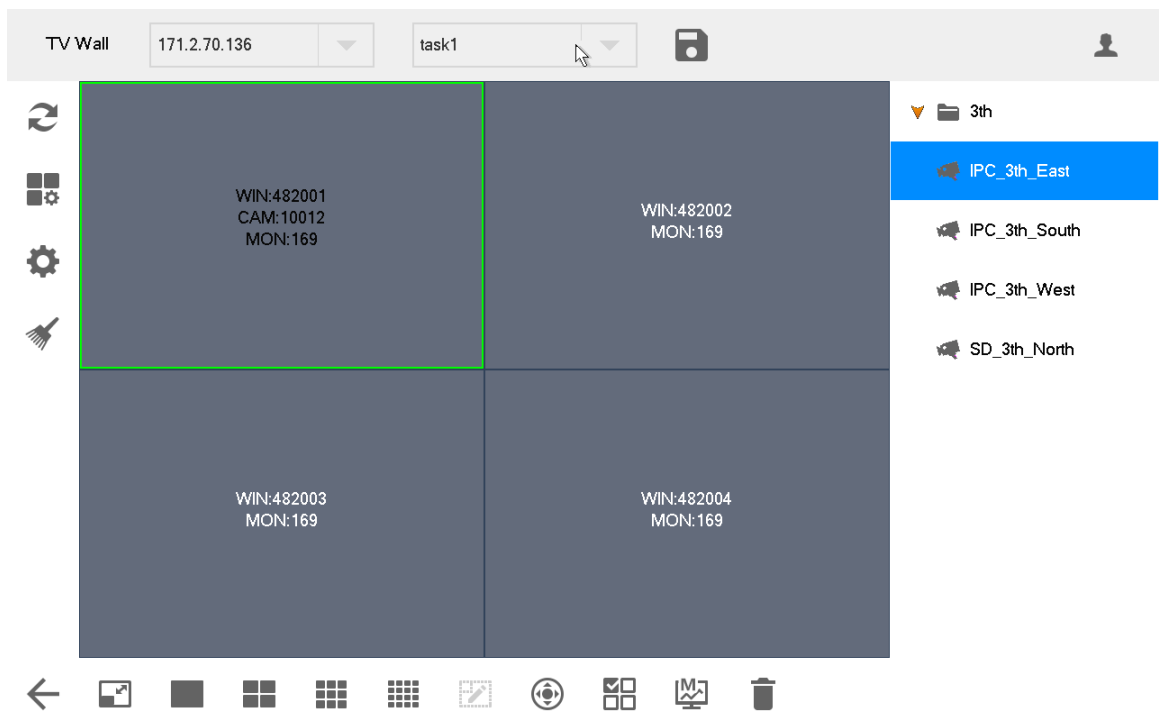 TV Wall
171.2.70.136
task1
WIN:482001
CAM:10012
MON:169
WIN:482002
MON:169
WIN:482003
MON:169
WIN:482004
MON:169
3th
IPC_3th_East
IPC_3th_South
IPC_3th_West
SD_3th_North
M